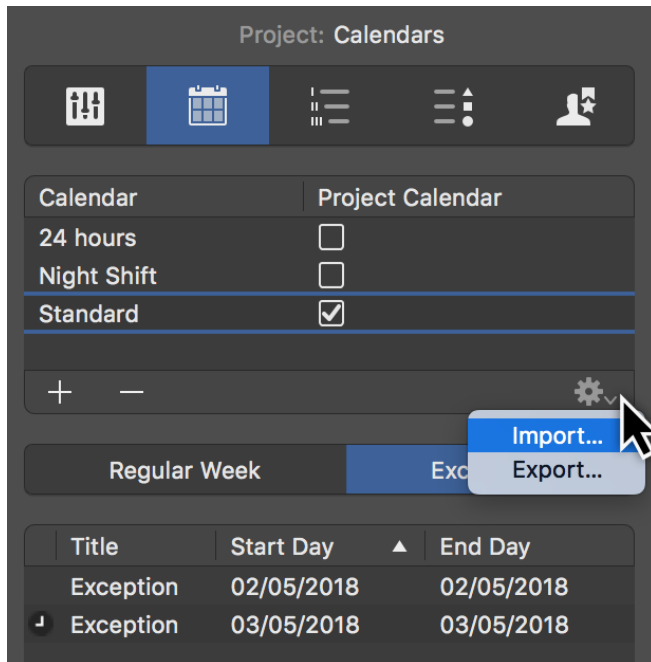 Project: Calendars
Calendar Project Calendar
24 hours
Night Shift
Standard
Import...
Regular Week Exc Export...
Title Start Day End Day
Exception 02/05/2018 02/05/2018
Exception 03/05/2018 03/05/2018